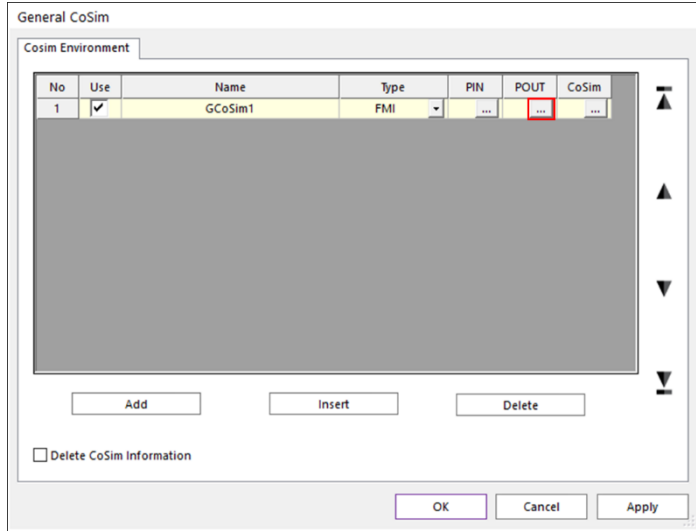 General CoSim
Cosim Environment
No Use Name Type PIN POUT CoSim
1 GCoSim1 FMI ... ... ...
Add Insert Delete
Delete CoSim Information
OK Cancel Apply